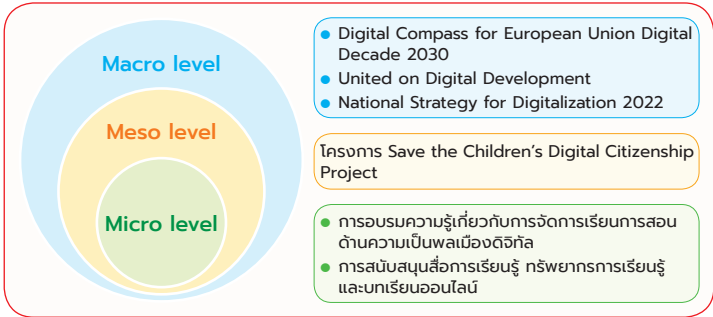 Macro level
Meso level
Micro level
● Digital Compass for European Union Digital
Decade 2030
● United on Digital Development
● National Strategy for Digitalization 2022
โครงการ Save the Children's Digital Citizenship
Project
● การอบรมความรู้เกี่ยวกับการจัดการเรียนการสอน
ด้านความเป็นพลเมืองดิจิทัล
● การสนับสนุนสื่อการเรียนรู้ ทรัพยากรการเรียนรู้
และบทเรียนออนไลน์